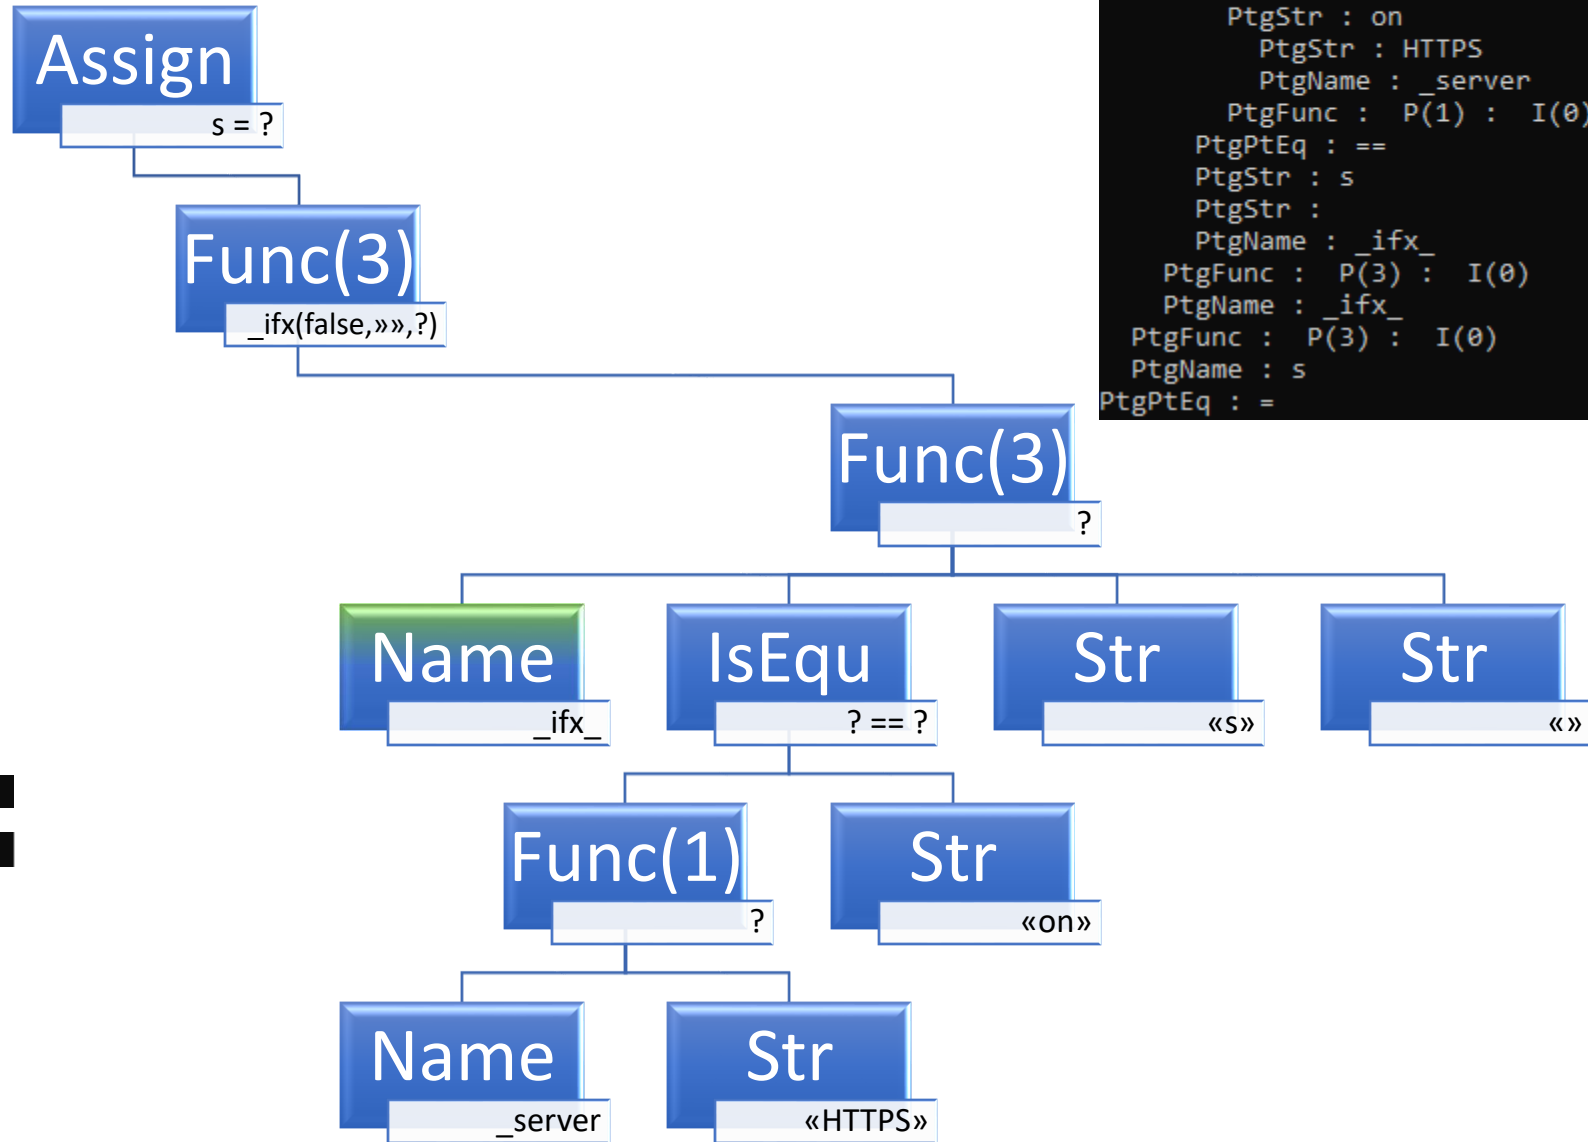 Assign
s = ?
Func(3)
_ifx(false,»»,?)
Func(3)
?
Name
_ifx_
IsEqu
? == ?
Str
«s»
Str
«»
Func(1)
?
Str
«on»
Name
_server
Str
«HTTPS»
PtgStr : on
PtgStr : HTTPS
PtgName : _server
PtgFunc :  P(1) :  I(0)
PtgPtEq : ==
PtgStr : s
PtgStr :
PtgName : _ifx_
PtgFunc :  P(3) :  I(0)
PtgName : _ifx_
PtgFunc :  P(3) :  I(0)
PtgName : s
PtgPtEq : =